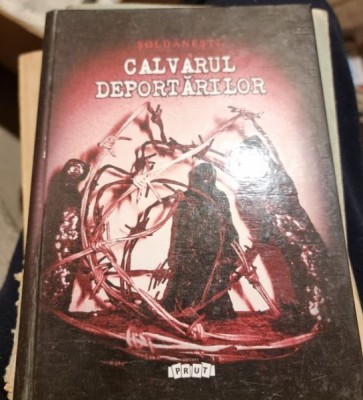 ȘOLDĂNEȘTI
CALVARUL
DEPORTĂRILOR
PRUT